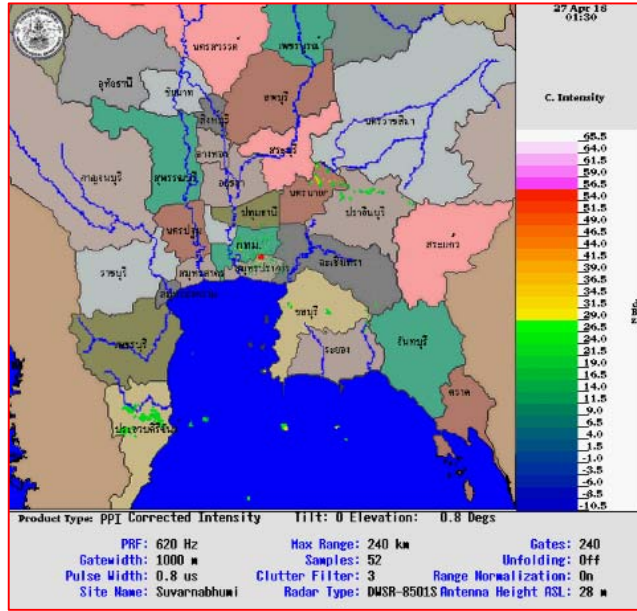 27 Apr 18
01:30
C. Intensity
นครสวรรค์
เพชรบูรณ์
อุทัยธานี
ชัยนาท
ลพบุรี
นครราชสีมา
สิงห์บุรี
อ่างทอง
สระบุรี
กาญจนบุรี
สุพรรณบุรี
อยุธยา
นครนายก
ปราจีนบุรี
ปทุมธานี
นครปฐม
กทม.
สระแก้ว
ราชบุรี
สมุทรสาคร
สมุทรปราการ
ฉะเชิงเทรา
ชลบุรี
เพชรบุรี
ระยอง
จันทบุรี
ตราด
ประจวบคีรีขันธ์
65.5
64.0
61.5
59.0
56.5
54.0
51.5
49.0
46.5
44.0
41.5
39.0
36.5
34.0
31.5
29.0
26.5
24.0
21.5
19.0
16.5
14.0
11.5
9.0
6.5
4.0
1.5
-1.0
-3.5
-6.0
-8.5
-10.5
Product Type: PPI Corrected Intensity Tilt: 0 Elevation: 0.8 Degs
PRF: 620 Hz Max Range: 240 km Gates: 240
Gatewidth: 1000 m Samples: 52 Unfolding: Off
Pulse Width: 0.8 us Clutter Filter: 3 Range Normalization: On
Site Name: Suvarnabhumi Radar Type: DWSR-8501S Antenna Height ASL: 28 m